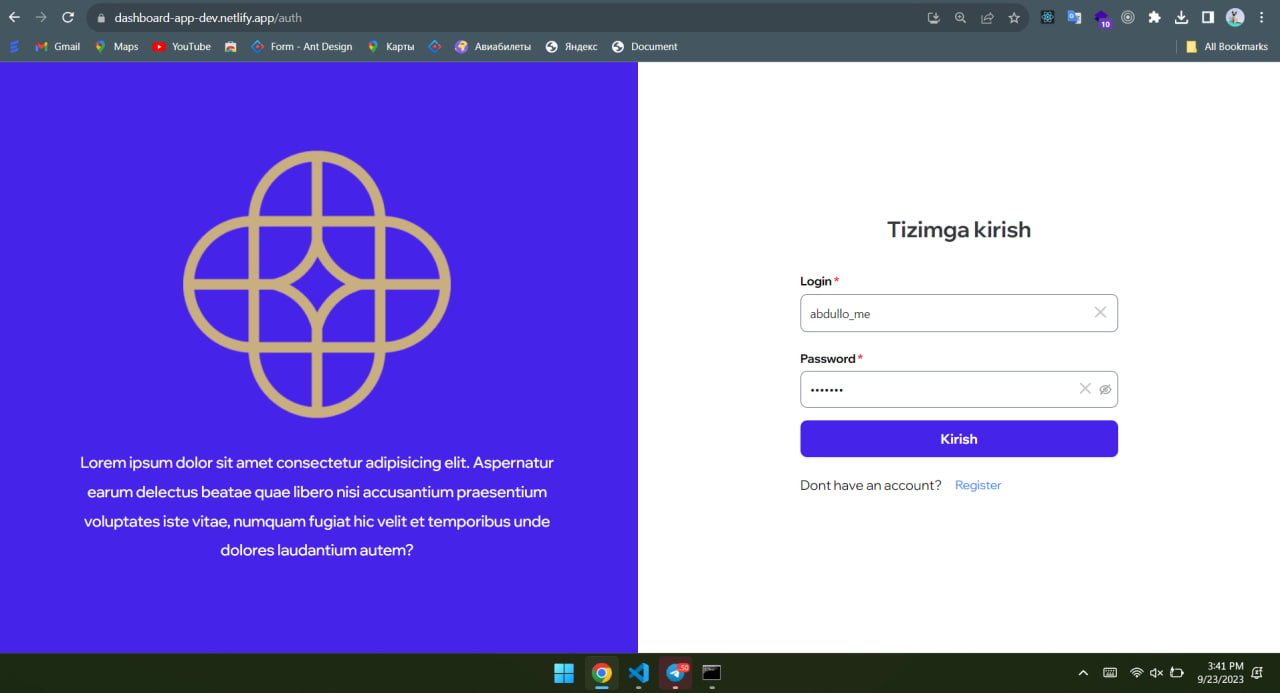 dashboard-app-dev.netlify.app/auth
10
Gmail
Maps
YouTube
Form - Ant Design
Карты
Авиабилеты
Яндекс
Document
All Bookmarks
Lorem ipsum dolor sit amet consectetur adipisicing elit. Aspernatur
earum delectus beatae quae libero nisi accusantium praesentium
voluptates iste vitae, numquam fugiat hic velit et temporibus unde
dolores laudantium autem?
Tizimga kirish
Login *
abdullo_me
Password *
•••••••
Kirish
Dont have an account? Register
50
3:41 PM
9/23/2023